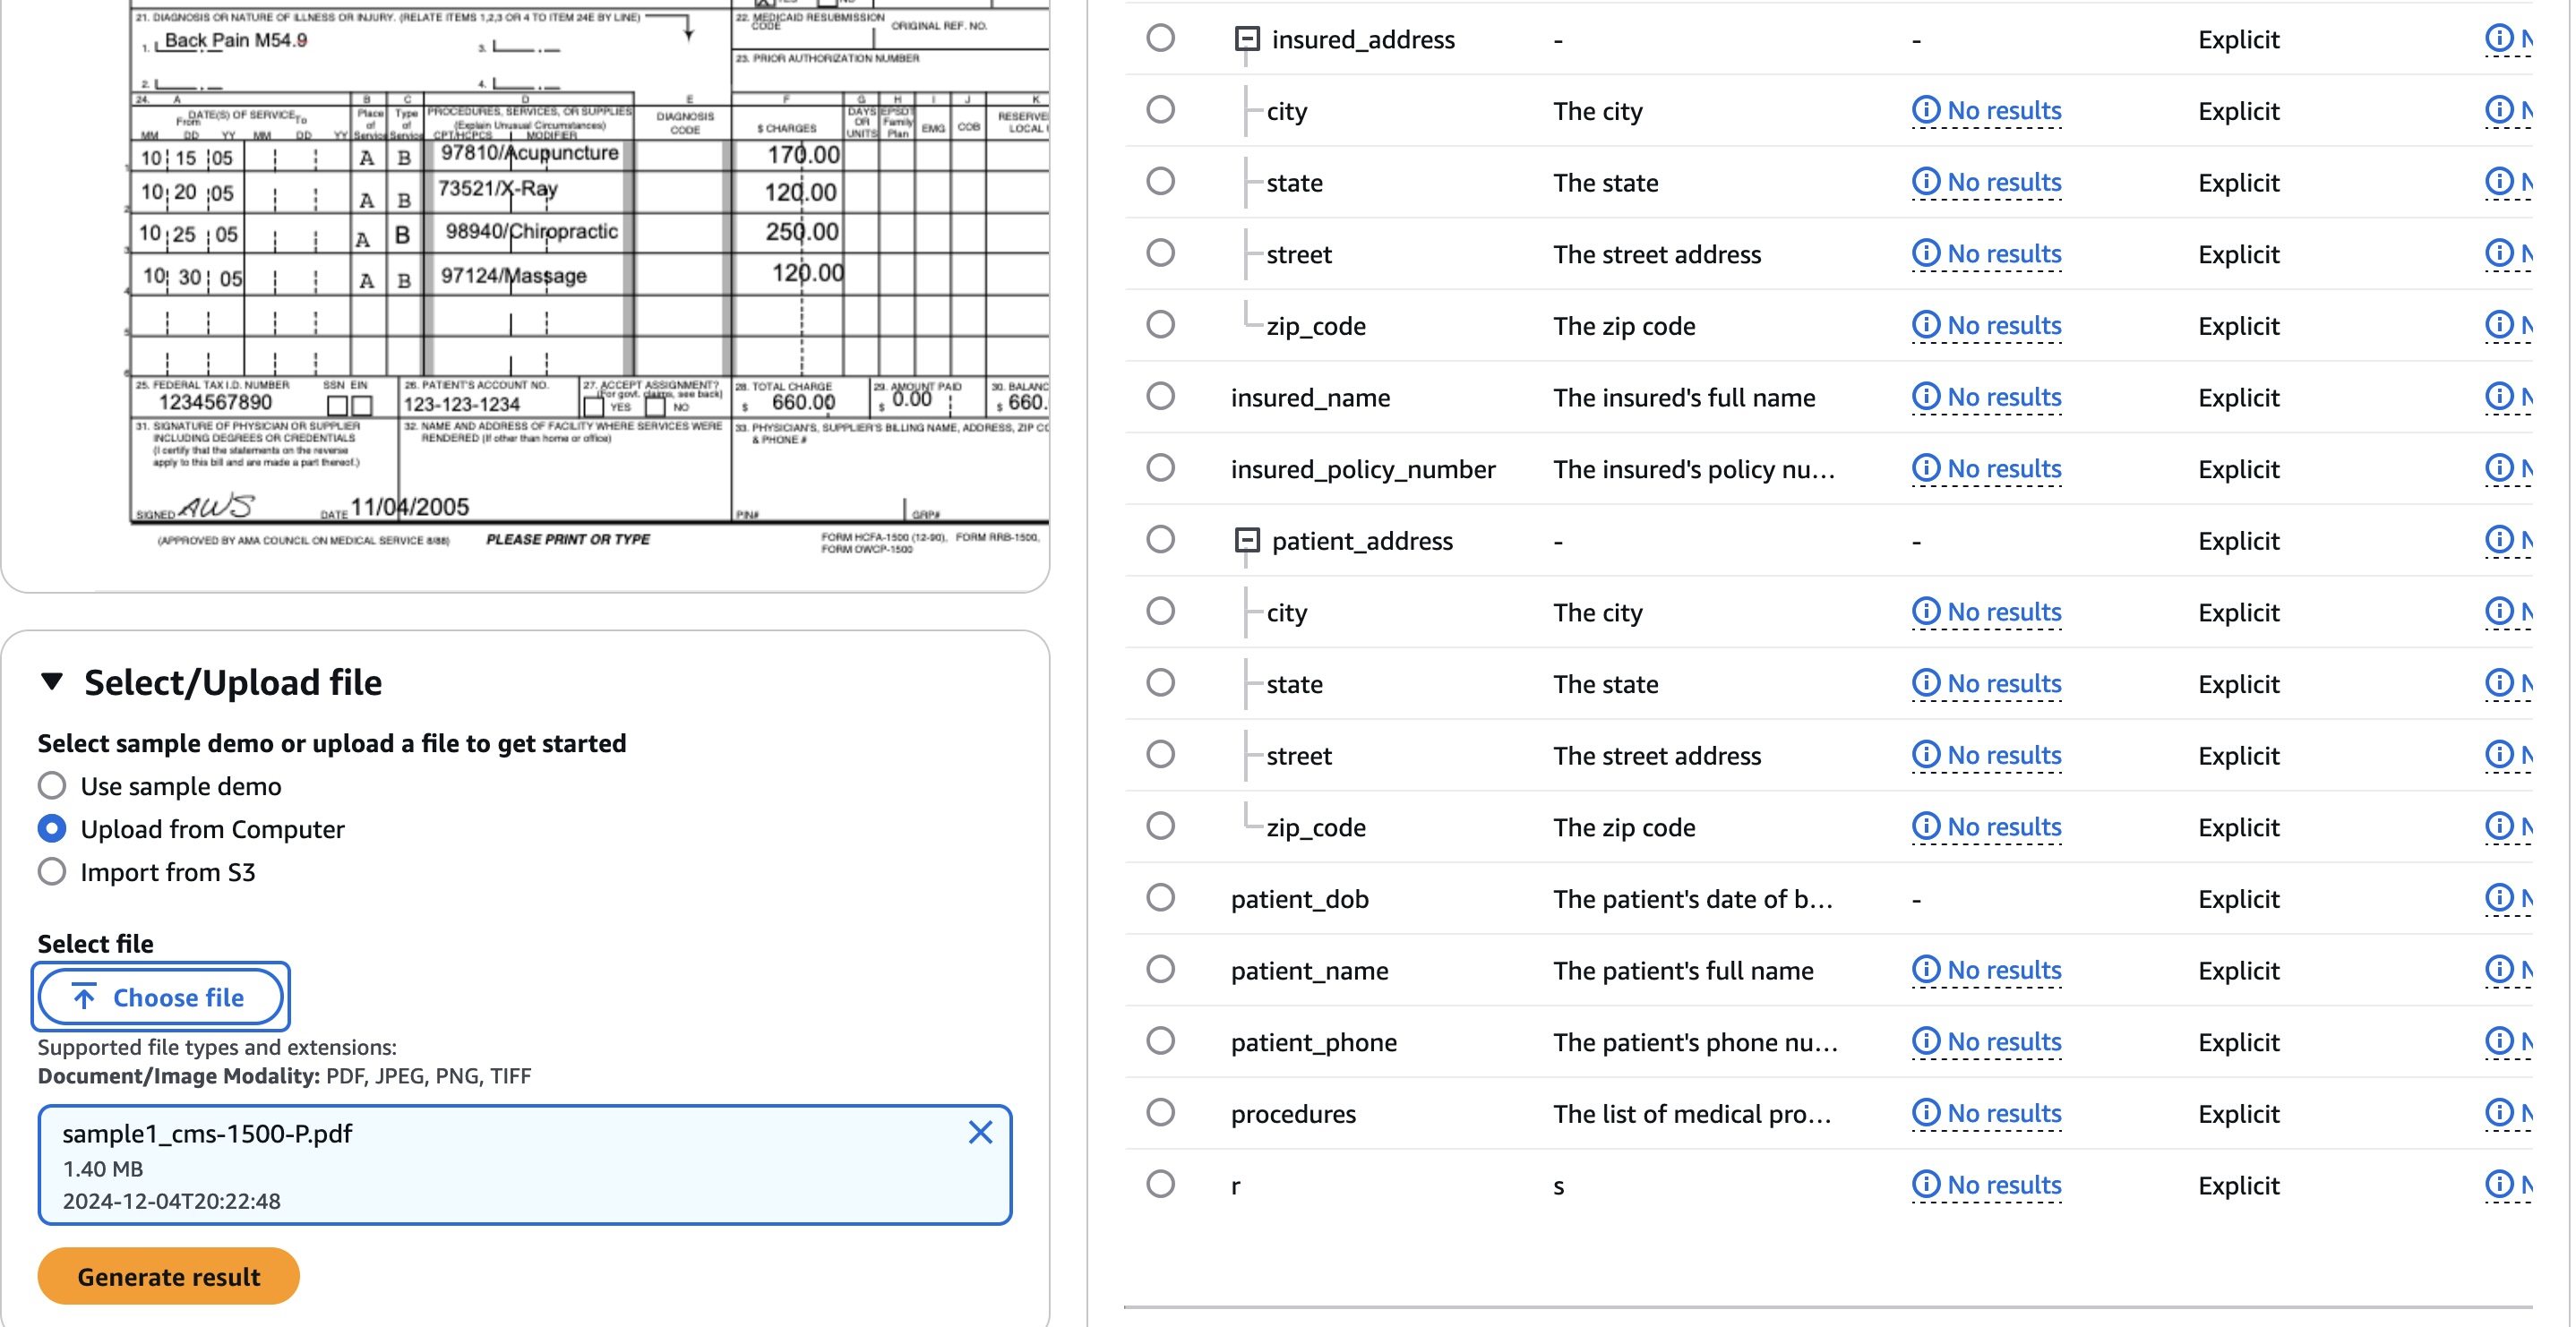 21. DIAGNOSIS OR NATURE OF ILLNESS OR INJURY. (RELATE ITEMS 1,2,3 OR 4 TO ITEM 24E BY LINE)
1. Back Pain M54.9
3.
2.
4.
22. MEDICAID RESUBMISSION
CODE
ORIGINAL REF. NO.
23. PRIOR AUTHORIZATION NUMBER
24. A B C D E F G H I J K
DATE(S) OF SERVICE
From To
MM DD YY MM DD YY
Place
of
Service
Type
of
Service
PROCEDURES, SERVICES, OR SUPPLIES
(Explain Unusual Circumstances)
CPT/HCPCS MODIFIER
DIAGNOSIS
CODE
$ CHARGES
DAYS
OR
UNITS
EPSDT
Family
Plan
EMG
COB
RESERVE
LOCAL
10 15 05 A B 97810/Acupuncture 170.00
10 20 05 A B 73521/X-Ray 120.00
10 25 05 A B 98940/Chiropractic 250.00
10 30 05 A B 97124/Massage 120.00
25. FEDERAL TAX I.D. NUMBER SSN EIN
1234567890
26. PATIENT'S ACCOUNT NO.
123-123-1234
27. ACCEPT ASSIGNMENT?
(For govt. claims, see back)
YES NO
28. TOTAL CHARGE
$ 660.00
29. AMOUNT PAID
$ 0.00
30. BALANC
$ 660.
31. SIGNATURE OF PHYSICIAN OR SUPPLIER
INCLUDING DEGREES OR CREDENTIALS
(I certify that the statements on the reverse
apply to this bill and are made a part thereof.)
SIGNED AWS DATE 11/04/2005
32. NAME AND ADDRESS OF FACILITY WHERE SERVICES WERE
RENDERED (If other than home or office)
33. PHYSICIAN'S, SUPPLIER'S BILLING NAME, ADDRESS, ZIP CO
& PHONE #
PIN# GRP#
(APPROVED BY AMA COUNCIL ON MEDICAL SERVICE 8/88) PLEASE PRINT OR TYPE
FORM HCFA-1500 (12-90), FORM RRB-1500,
FORM OWCP-1500
Select/Upload file
Select sample demo or upload a file to get started
Use sample demo
Upload from Computer
Import from S3
Select file
Choose file
Supported file types and extensions:
Document/Image Modality: PDF, JPEG, PNG, TIFF
sample1_cms-1500-P.pdf
1.40 MB
2024-12-04T20:22:48
Generate result
insured_address - - Explicit N
city The city No results Explicit N
state The state No results Explicit N
street The street address No results Explicit N
zip_code The zip code No results Explicit N
insured_name The insured's full name No results Explicit N
insured_policy_number The insured's policy nu... No results Explicit N
patient_address - - Explicit N
city The city No results Explicit N
state The state No results Explicit N
street The street address No results Explicit N
zip_code The zip code No results Explicit N
patient_dob The patient's date of b... - Explicit N
patient_name The patient's full name No results Explicit N
patient_phone The patient's phone nu... No results Explicit N
procedures The list of medical pro... No results Explicit N
r s No results Explicit N